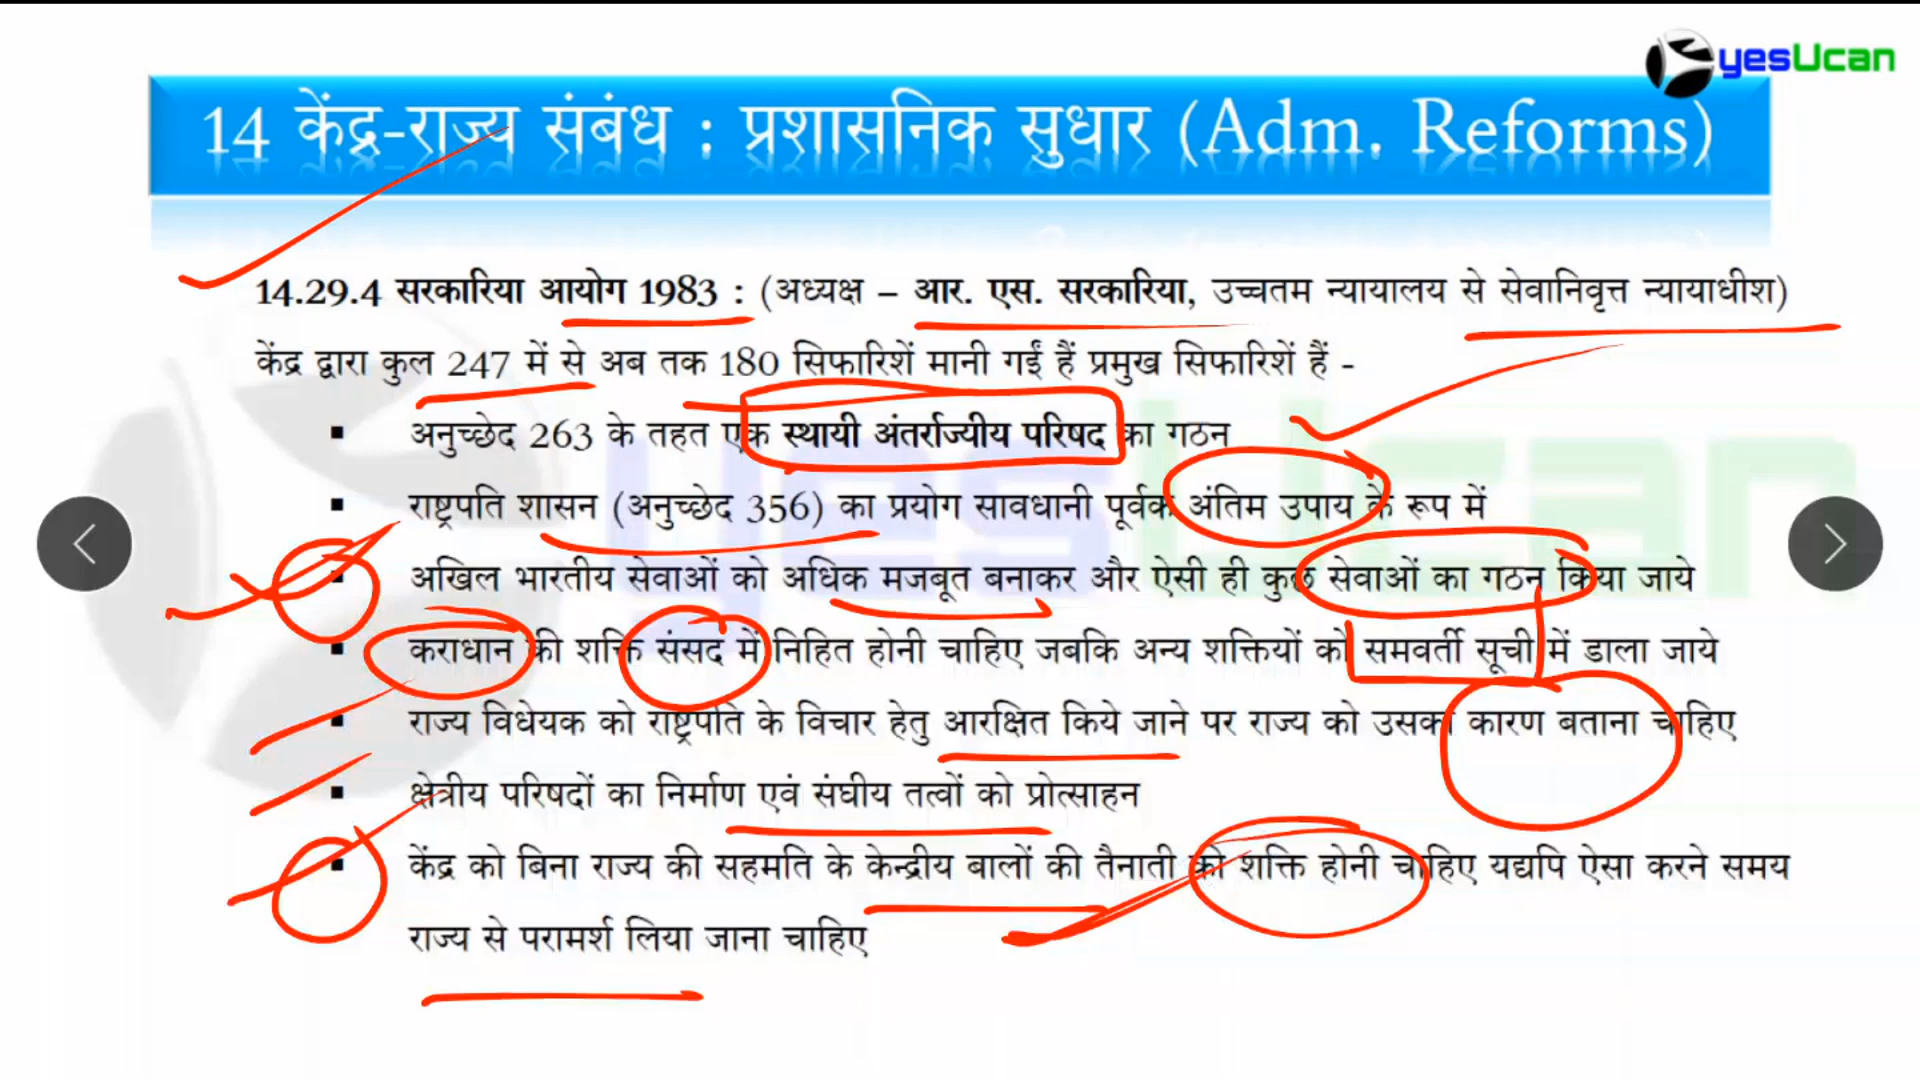 yesUcan
14 केंद्र-राज्य संबंध : प्रशासनिक सुधार (Adm. Reforms)
14.29.4 सरकारिया आयोग 1983 : (अध्यक्ष – आर. एस. सरकारिया, उच्चतम न्यायालय से सेवानिवृत्त न्यायाधीश)
केंद्र द्वारा कुल 247 में से अब तक 180 सिफारिशें मानी गईं हैं प्रमुख सिफारिशें हैं -
▪ अनुच्छेद 263 के तहत एक स्थायी अंतर्राज्यीय परिषद का गठन
▪ राष्ट्रपति शासन (अनुच्छेद 356) का प्रयोग सावधानी पूर्वक अंतिम उपाय के रूप में
▪ अखिल भारतीय सेवाओं को अधिक मजबूत बनाकर और ऐसी ही कुछ सेवाओं का गठन किया जाये
▪ कराधान की शक्ति संसद में निहित होनी चाहिए जबकि अन्य शक्तियों को समवर्ती सूची में डाला जाये
▪ राज्य विधेयक को राष्ट्रपति के विचार हेतु आरक्षित किये जाने पर राज्य को उसका कारण बताना चाहिए
▪ क्षेत्रीय परिषदों का निर्माण एवं संघीय तत्वों को प्रोत्साहन
▪ केंद्र को बिना राज्य की सहमति के केन्द्रीय बालों की तैनाती की शक्ति होनी चाहिए यद्यपि ऐसा करने समय
राज्य से परामर्श लिया जाना चाहिए